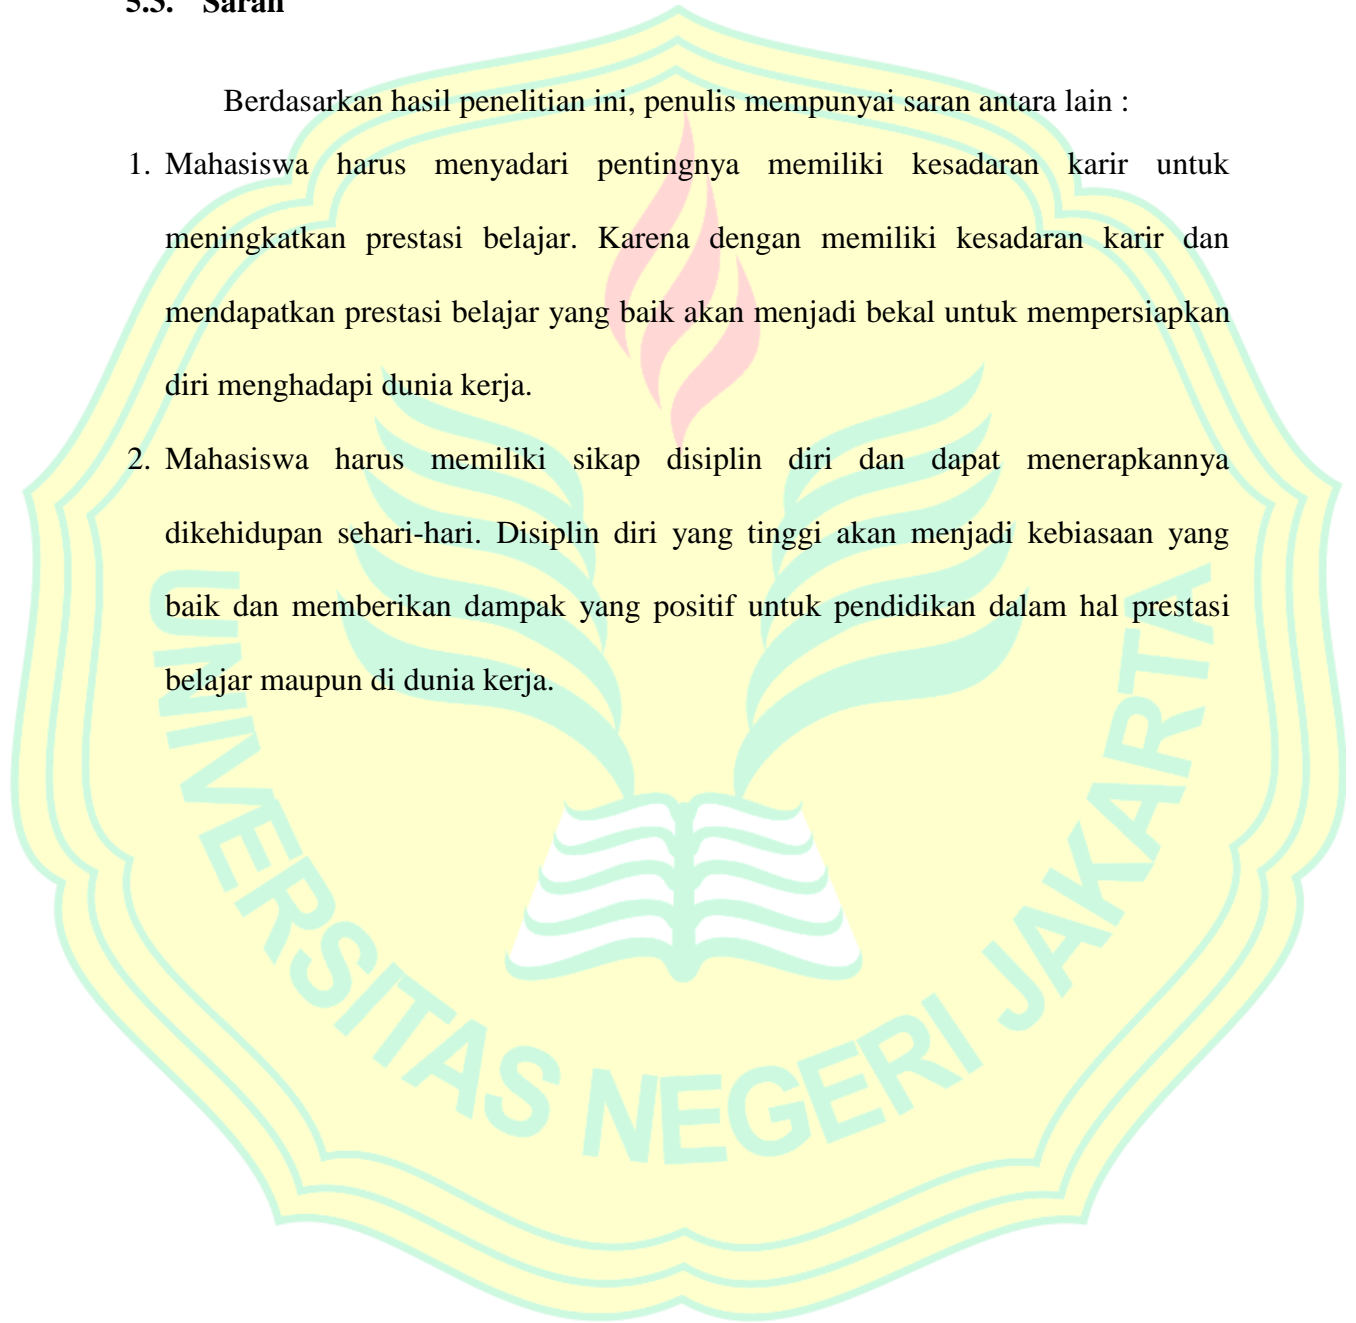 5.3. Saran
Berdasarkan hasil penelitian ini, penulis mempunyai saran antara lain :
1. Mahasiswa harus menyadari pentingnya memiliki kesadaran karir untuk
meningkatkan prestasi belajar. Karena dengan memiliki kesadaran karir dan
mendapatkan prestasi belajar yang baik akan menjadi bekal untuk mempersiapkan
diri menghadapi dunia kerja.
2. Mahasiswa harus memiliki sikap disiplin diri dan dapat menerapkannya
dikehidupan sehari-hari. Disiplin diri yang tinggi akan menjadi kebiasaan yang
baik dan memberikan dampak yang positif untuk pendidikan dalam hal prestasi
belajar maupun di dunia kerja.
UNIVERSITAS NEGERI JAKARTA